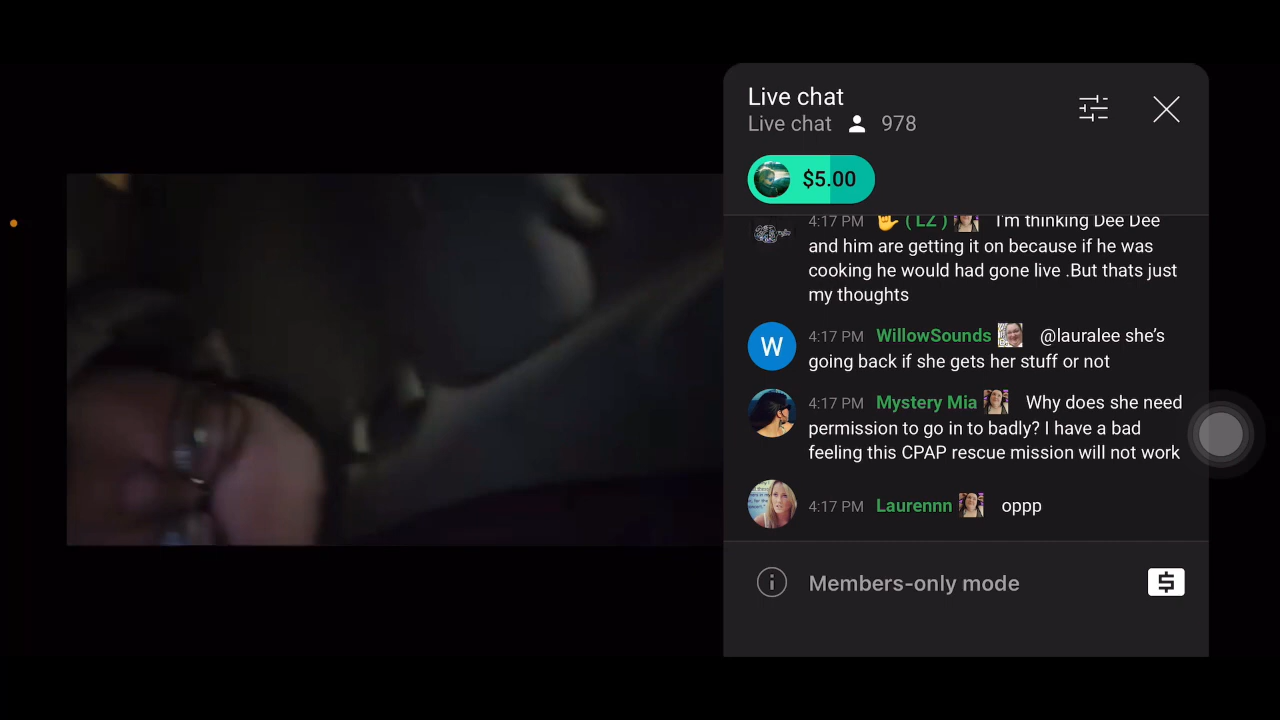 Live chat
Live chat 978
$5.00
4:17 PM 🤙 ( LZ ) I'm thinking Dee Dee
and him are getting it on because if he was
cooking he would had gone live .But thats just
my thoughts
W
4:17 PM WillowSounds @lauralee she's
going back if she gets her stuff or not
4:17 PM Mystery Mia Why does she need
permission to go in to badly? I have a bad
feeling this CPAP rescue mission will not work
4:17 PM Laurennn oppp
Members-only mode
$